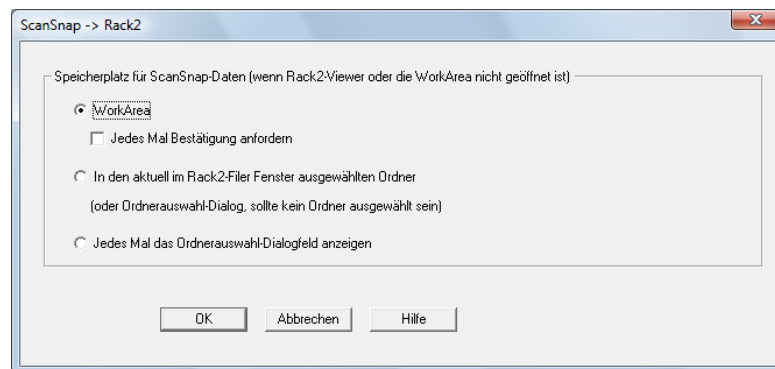 ScanSnap -> Rack2
Speicherplatz für ScanSnap-Daten (wenn Rack2-Viewer oder die WorkArea nicht geöffnet ist)
WorkArea
Jedes Mal Bestätigung anfordern
In den aktuell im Rack2-Filer Fenster ausgewählten Ordner
(oder Ordnerauswahl-Dialog, sollte kein Ordner ausgewählt sein)
Jedes Mal das Ordnerauswahl-Dialogfeld anzeigen
OK Abbrechen Hilfe